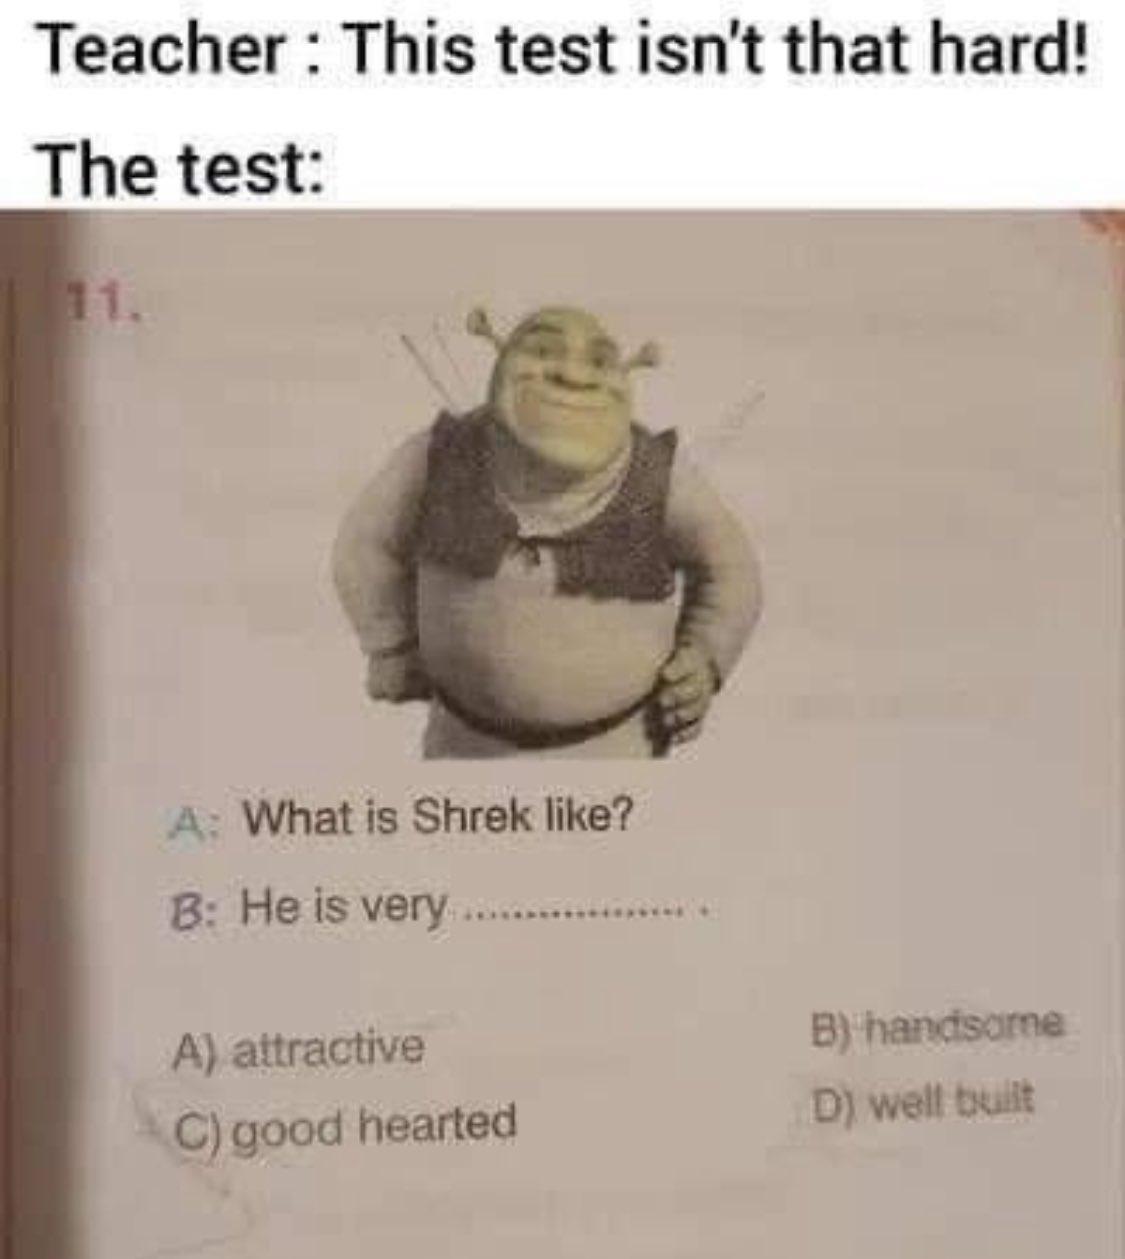 Teacher : This test isn't that hard!
The test:
11.
A: What is Shrek like?
B: He is very .................. .
A) attractive
B) handsome
C) good hearted
D) well built